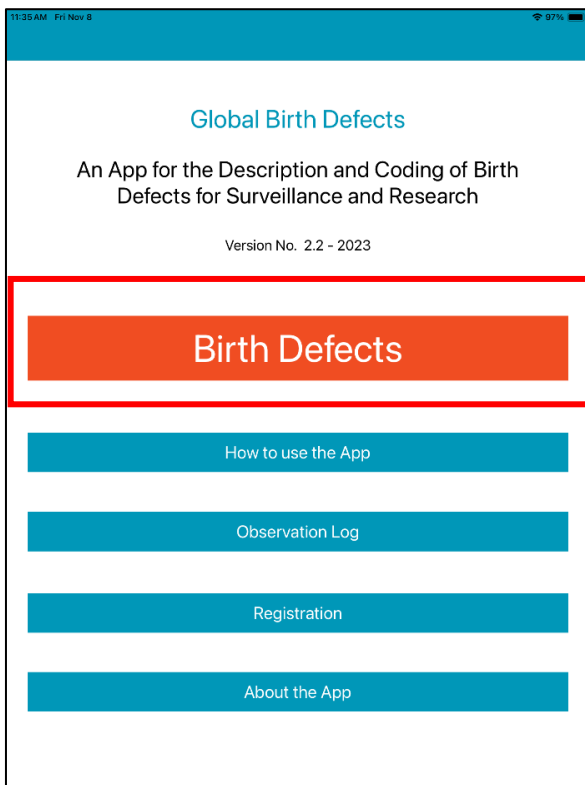 11:35 AM Fri Nov 8 97%
Global Birth Defects
An App for the Description and Coding of Birth
Defects for Surveillance and Research
Version No. 2.2 - 2023
Birth Defects
How to use the App
Observation Log
Registration
About the App